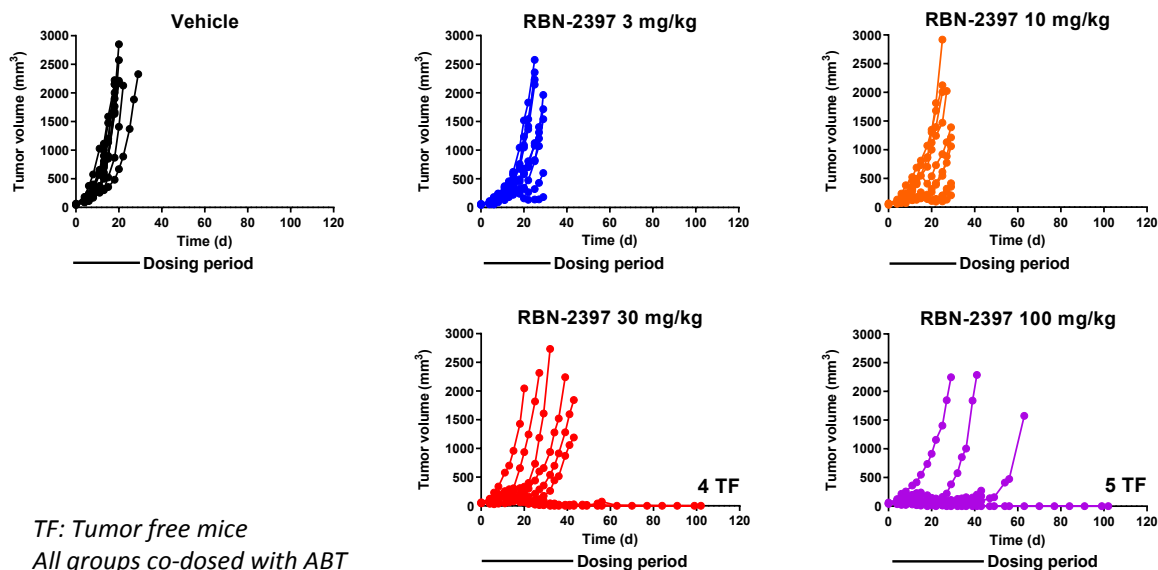 Vehicle
3000
2500
2000
1500
1000
500
0
Tumor volume (mm³)
0 20 40 60 80 100 120
Time (d)
Dosing period
RBN-2397 3 mg/kg
3000
2500
2000
1500
1000
500
0
Tumor volume (mm³)
0 20 40 60 80 100 120
Time (d)
Dosing period
RBN-2397 10 mg/kg
3000
2500
2000
1500
1000
500
0
Tumor volume (mm³)
0 20 40 60 80 100 120
Time (d)
Dosing period
RBN-2397 30 mg/kg
3000
2500
2000
1500
1000
500
0
Tumor volume (mm³)
4 TF
0 20 40 60 80 100 120
Time (d)
Dosing period
RBN-2397 100 mg/kg
3000
2500
2000
1500
1000
500
0
Tumor volume (mm³)
5 TF
0 20 40 60 80 100 120
Time (d)
Dosing period
TF: Tumor free mice
All groups co-dosed with ABT